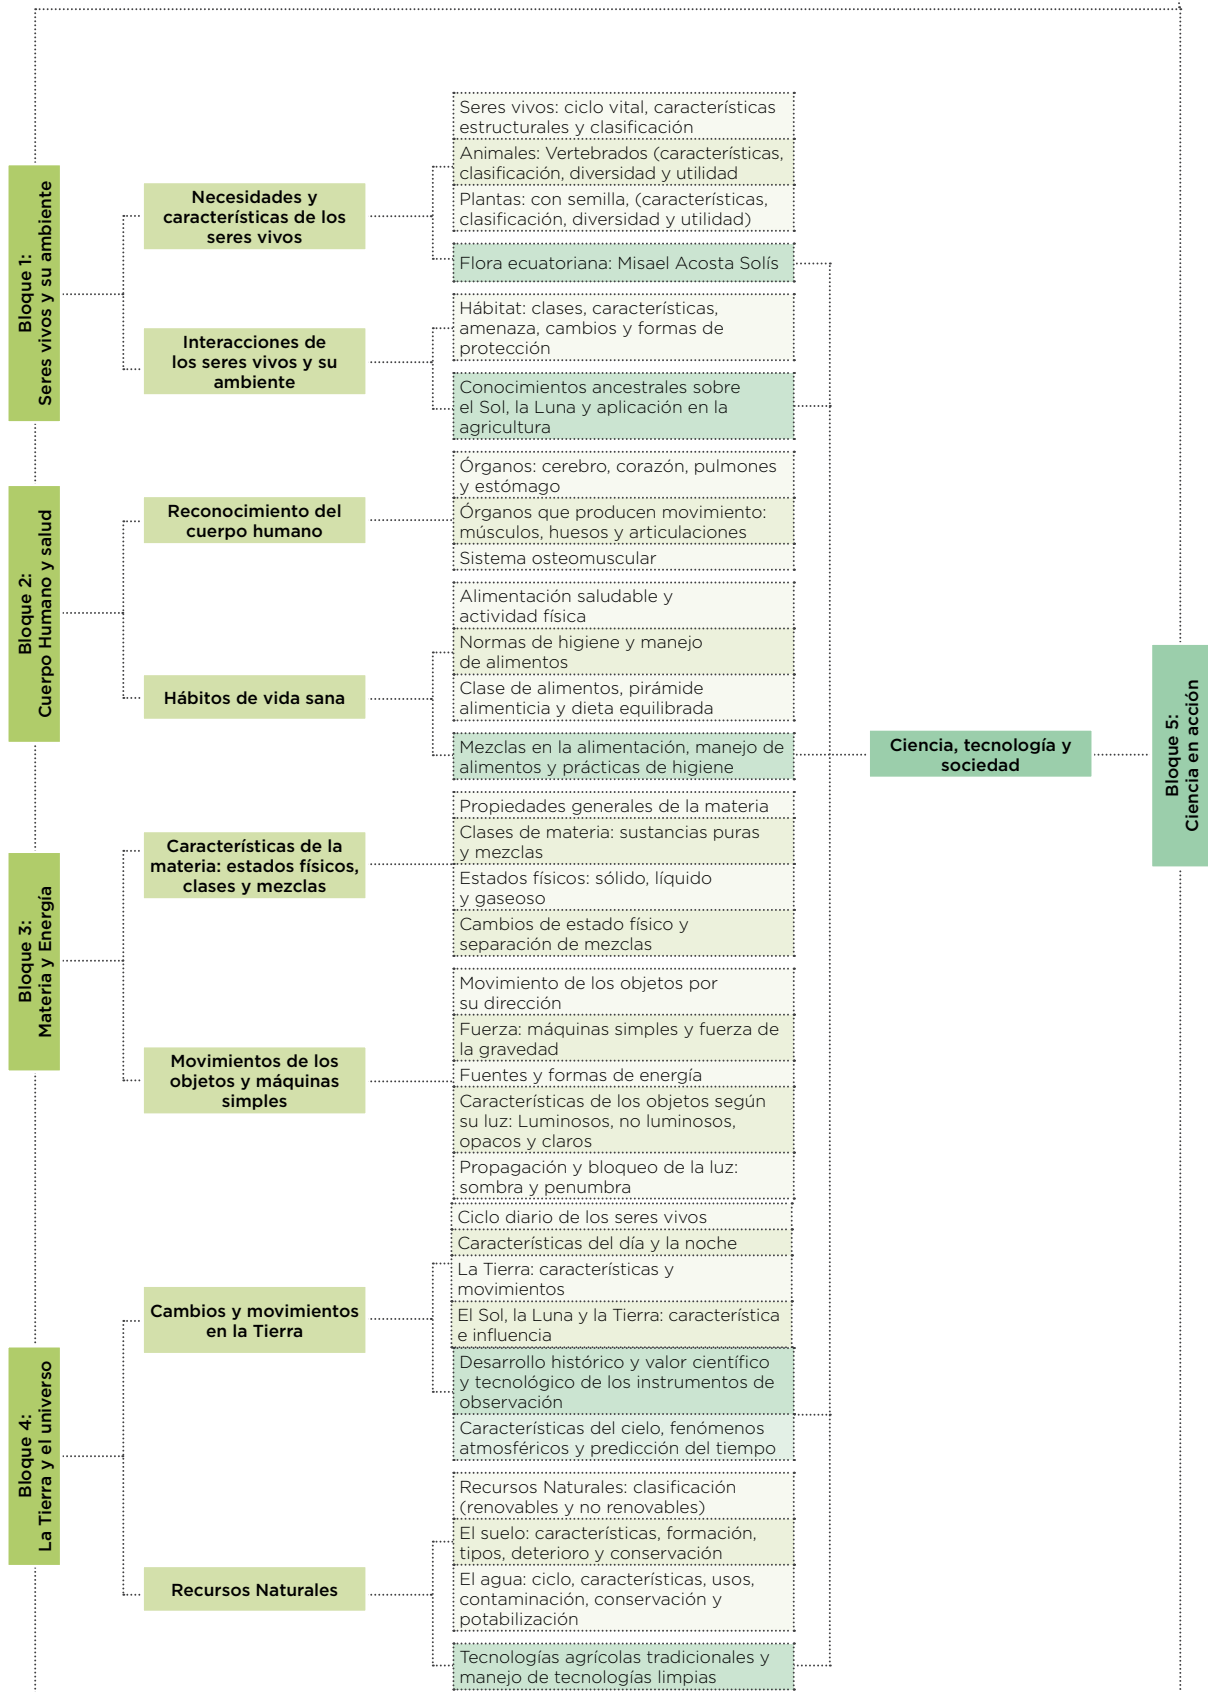 Bloque 1:
Seres vivos y su ambiente
Necesidades y
características de los
seres vivos
Seres vivos: ciclo vital, características
estructurales y clasificación
Animales: Vertebrados (características,
clasificación, diversidad y utilidad
Plantas: con semilla, (características,
clasificación, diversidad y utilidad)
Flora ecuatoriana: Misael Acosta Solís
Interacciones de
los seres vivos y su
ambiente
Hábitat: clases, características,
amenaza, cambios y formas de
protección
Conocimientos ancestrales sobre
el Sol, la Luna y aplicación en la
agricultura
Bloque 2:
Cuerpo Humano y salud
Reconocimiento del
cuerpo humano
Órganos: cerebro, corazón, pulmones
y estómago
Órganos que producen movimiento:
músculos, huesos y articulaciones
Sistema osteomuscular
Hábitos de vida sana
Alimentación saludable y
actividad física
Normas de higiene y manejo
de alimentos
Clase de alimentos, pirámide
alimenticia y dieta equilibrada
Mezclas en la alimentación, manejo de
alimentos y prácticas de higiene
Bloque 3:
Materia y Energía
Características de la
materia: estados físicos,
clases y mezclas
Propiedades generales de la materia
Clases de materia: sustancias puras
y mezclas
Estados físicos: sólido, líquido
y gaseoso
Cambios de estado físico y
separación de mezclas
Movimientos de los
objetos y máquinas
simples
Movimiento de los objetos por
su dirección
Fuerza: máquinas simples y fuerza de
la gravedad
Fuentes y formas de energía
Características de los objetos según
su luz: Luminosos, no luminosos,
opacos y claros
Propagación y bloqueo de la luz:
sombra y penumbra
Bloque 4:
La Tierra y el universo
Cambios y movimientos
en la Tierra
Ciclo diario de los seres vivos
Características del día y la noche
La Tierra: características y
movimientos
El Sol, la Luna y la Tierra: característica
e influencia
Desarrollo histórico y valor científico
y tecnológico de los instrumentos de
observación
Características del cielo, fenómenos
atmosféricos y predicción del tiempo
Recursos Naturales
Recursos Naturales: clasificación
(renovables y no renovables)
El suelo: características, formación,
tipos, deterioro y conservación
El agua: ciclo, características, usos,
contaminación, conservación y
potabilización
Tecnologías agrícolas tradicionales y
manejo de tecnologías limpias
Ciencia, tecnología y
sociedad
Bloque 5:
Ciencia en acción